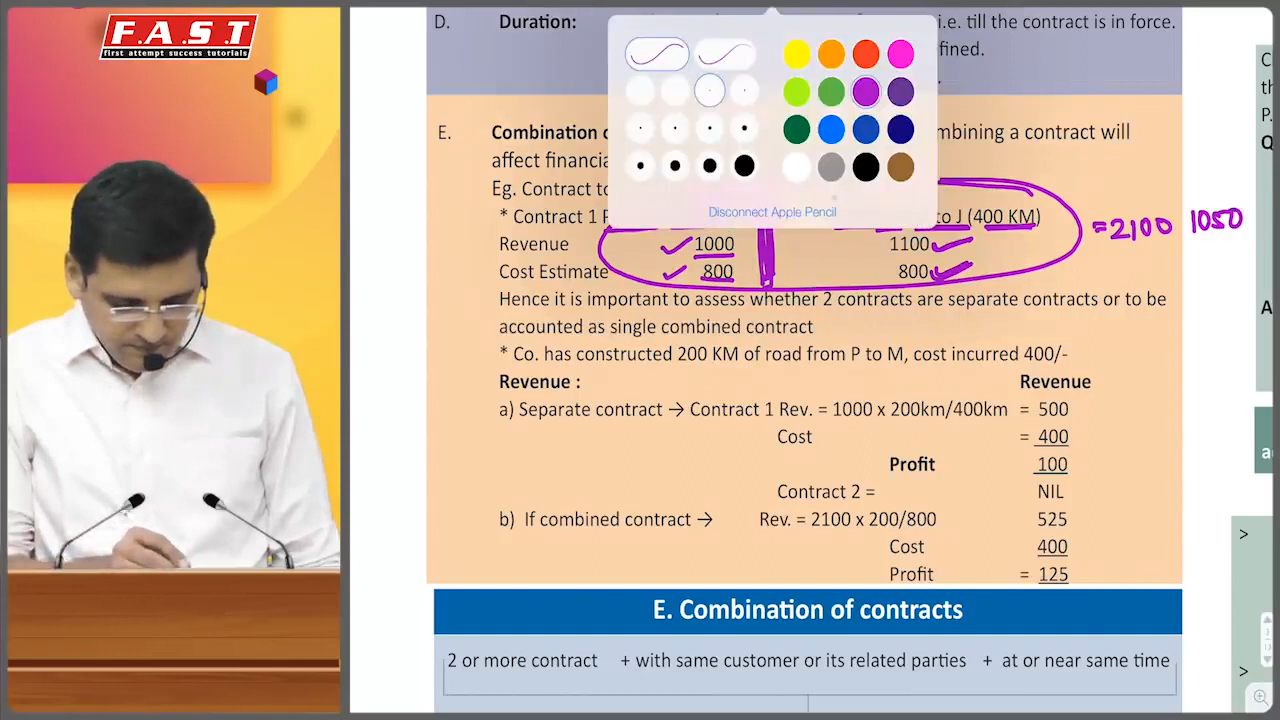 F.A.S.T
first attempt success tutorials
D. Duration: i.e. till the contract is in force.
fined.
E. Combination mbining a contract will
affect financia
Eg. Contract to
* Contract 1 to J (400 KM)
Revenue 1000 1100
Cost Estimate 800 800
=2100 1050
Hence it is important to assess whether 2 contracts are separate contracts or to be
accounted as single combined contract
* Co. has constructed 200 KM of road from P to M, cost incurred 400/-
Revenue : Revenue
a) Separate contract → Contract 1 Rev. = 1000 x 200km/400km = 500
Cost = 400
Profit 100
Contract 2 = NIL
b) If combined contract → Rev. = 2100 x 200/800 525
Cost 400
Profit = 125
E. Combination of contracts
2 or more contract + with same customer or its related parties + at or near same time
Disconnect Apple Pencil
C
th
P.
Q
A
a
>
>